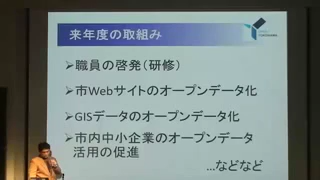 来年度の取組み
➢職員の啓発(研修)
➢市Webサイトのオープンデータ化
➢GISデータのオープンデータ化
➢市内中小企業のオープンデータ
活用の促進
…などなど